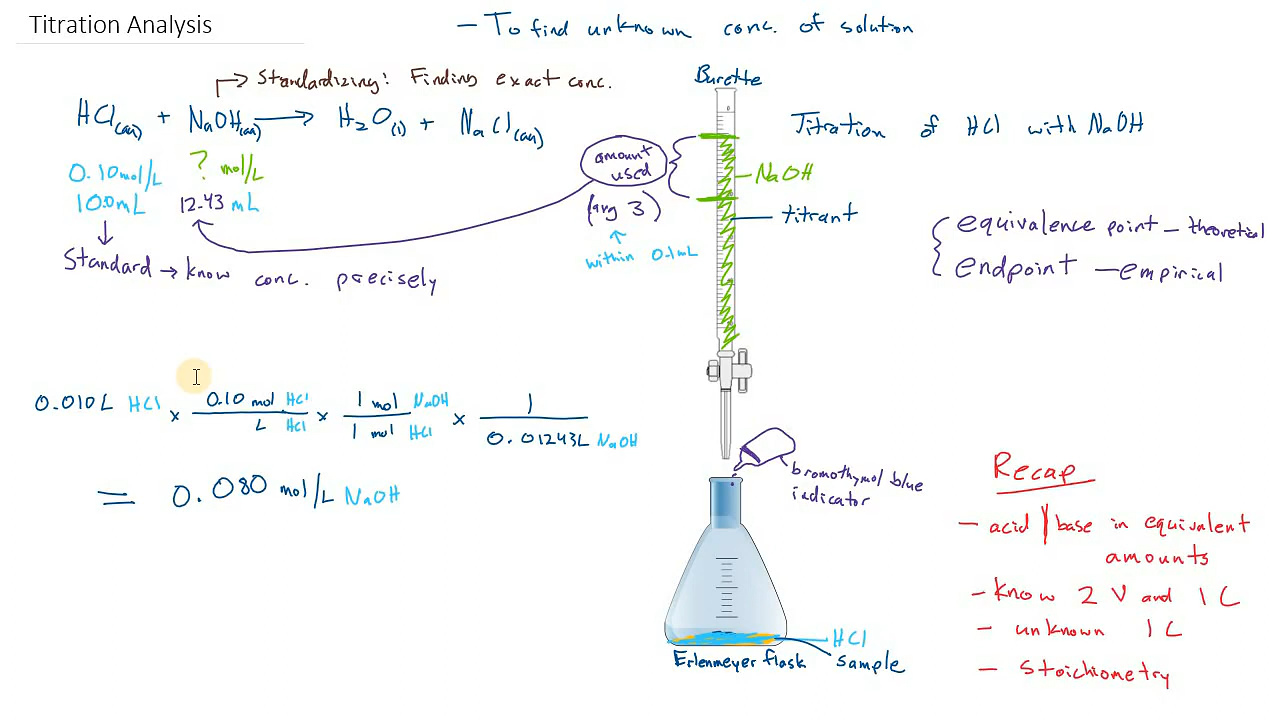 Titration Analysis
– To find unknown conc. of solution
→ Standardizing: Finding exact conc.
HCl(aq) + NaOH(aq) → H₂O(l) + NaCl(aq)
0.10 mol/L ? mol/L
10.0 mL 12.43 mL
Standard → know conc. precisely
amount used
(avg 3)
within 0.1 mL
Burette
NaOH
titrant
Titration of HCl with NaOH
equivalence point – theoretical
endpoint – empirical
0.010L HCl × 0.10 mol HCl / L HCl × 1 mol NaOH / 1 mol HCl × 1 / 0.01243L NaOH
= 0.080 mol/L NaOH
bromothymol blue
indicator
HCl
sample
Erlenmeyer flask
Recap
– acid / base in equivalent
amounts
– know 2 V and 1 C
– unknown 1 C
– stoichiometry